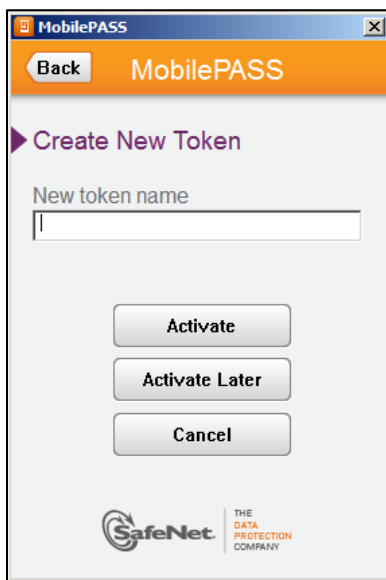 MobilePASS
Back
MobilePASS
Create New Token
New token name
Activate
Activate Later
Cancel
SafeNet.
THE
DATA
PROTECTION
COMPANY